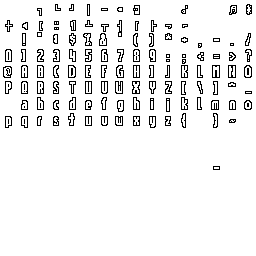 ! " # $ % & ' ( ) * + , - . /
0 1 2 3 4 5 6 7 8 9 : ; < = > ?
@ A B C D E F G H I J K L M N O
P Q R S T U V W X Y Z [ \ ] ^ _
a b c d e f g h i j k l m n o
p q r s t u v w x y z { } ~